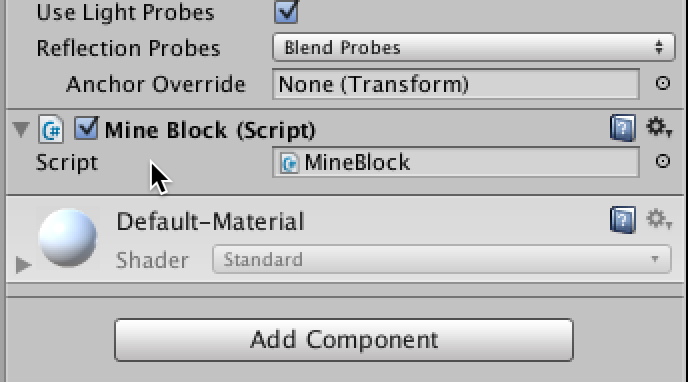 Use Light Probes
Reflection Probes Blend Probes
Anchor Override None (Transform)
C# Mine Block (Script) ?
Script C# MineBlock
Default-Material ?
Shader Standard
Add Component